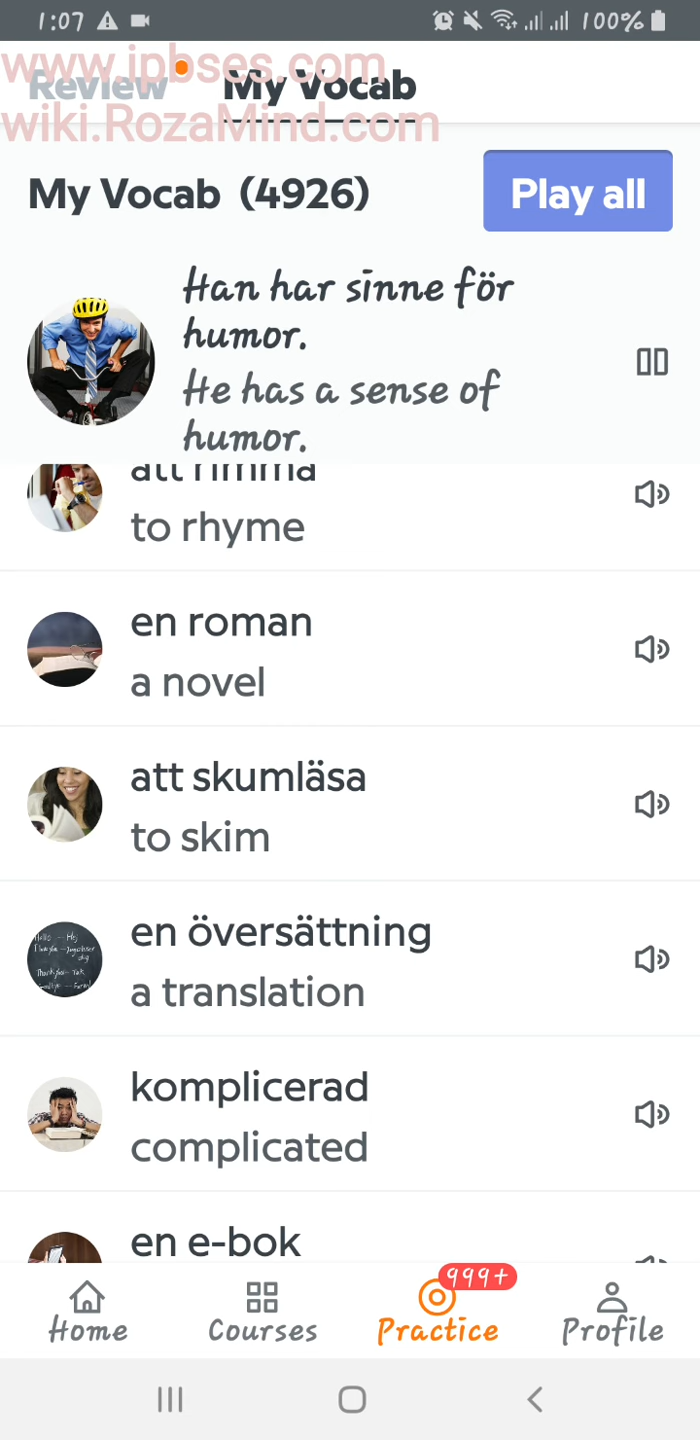 1:07
100%
www.ipbses.com
Review
My Vocab
wiki.RozaMind.com
My Vocab (4926)
Play all
Han har sinne för
humor.
He has a sense of
humor.
att rimma
to rhyme
en roman
a novel
att skumläsa
to skim
en översättning
a translation
komplicerad
complicated
en e-bok
999+
Home
Courses
Practice
Profile